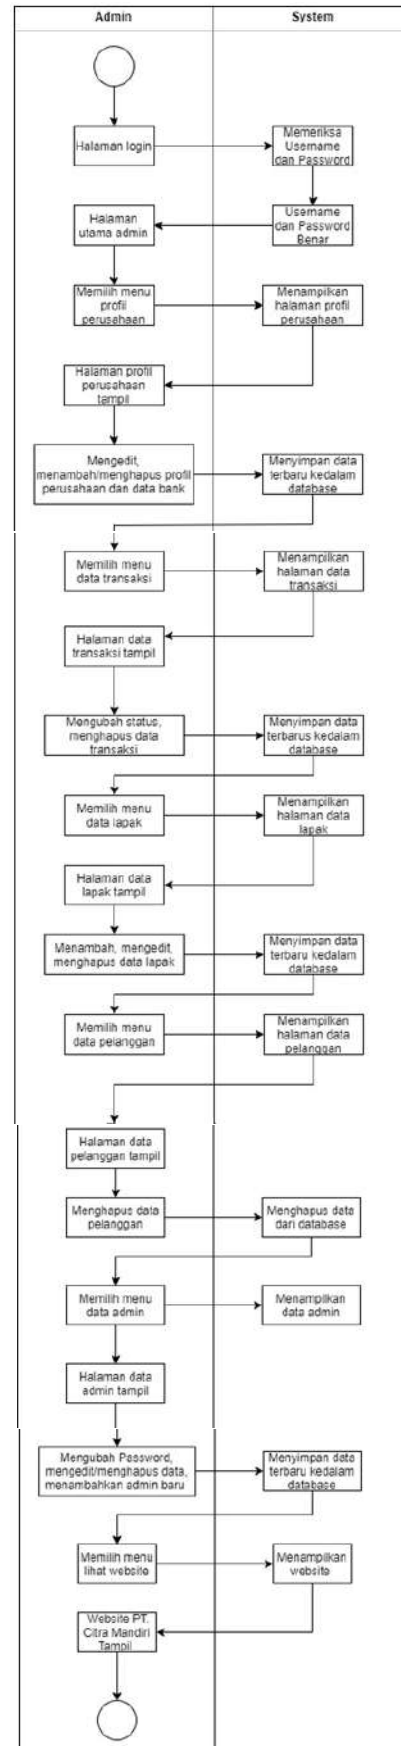 Admin
System
Halaman login
Memeriksa
Username
dan Password
Halaman
utama admin
Username
dan Password
Benar
Memilih menu
profil
perusahaan
Menampilkan
halaman profil
perusahaan
Halaman profil
perusahaan
tampil
Mengedit,
menambah/menghapus profil
perusahaan dan data bank
Menyimpan data
terbaru kedalam
database
Memilih menu
data transaksi
Menampilkan
halaman data
transaksi
Halaman data
transaksi tampil
Mengubah status,
menghapus data
transaksi
Menyimpan data
terbarus kedalam
database
Memilih menu
data lapak
Menampilkan
halaman data
lapak
Halaman data
lapak tampil
Menambah, mengedit,
menghapus data lapak
Menyimpan data
terbaru kedalam
database
Memilih menu
data pelanggan
Menampilkan
halaman data
pelanggan
Halaman data
pelanggan tampil
Menghapus data
pelanggan
Menghapus data
dari database
Memilih menu
data admin
Menampilkan
data admin
Halaman data
admin tampil
Mengubah Password,
mengedit/menghapus data,
menambahkan admin baru
Menyimpan data
terbaru kedalam
database
Memilih menu
lihat website
Menampilkan
website
Website PT.
Citra Mandiri
Tampil